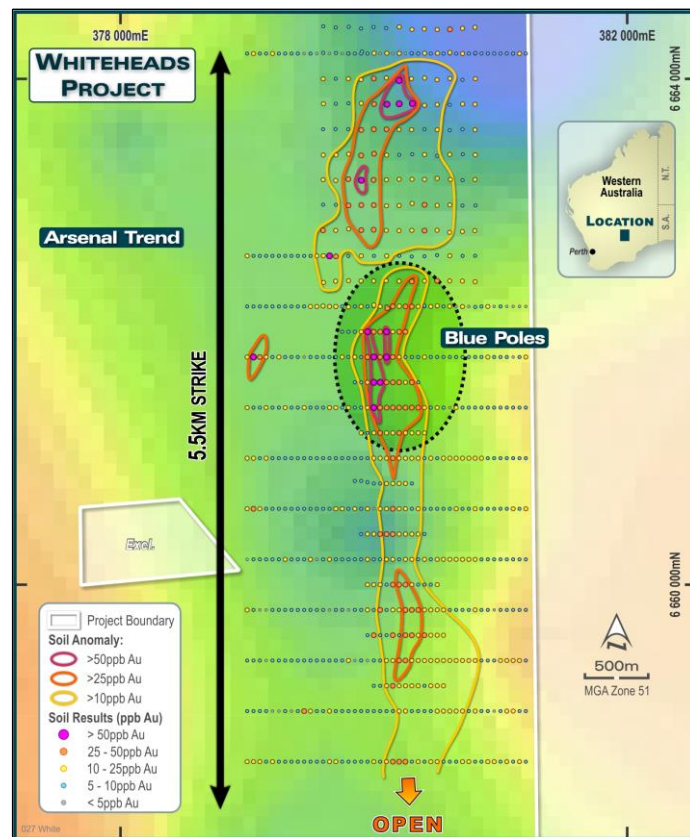 378 000mE
382 000mE
WHITEHEADS
PROJECT
6 664 000mN
Western
Australia
N.T.
S.A.
LOCATION
Perth
Arsenal Trend
Blue Poles
5.5KM STRIKE
Excl.
6 660 000mN
Project Boundary
Soil Anomaly:
>50ppb Au
>25ppb Au
>10ppb Au
Soil Results (ppb Au)
> 50ppb Au
25 - 50ppb Au
10 - 25ppb Au
5 - 10ppb Au
< 5ppb Au
N
500m
MGA Zone 51
OPEN
027 White